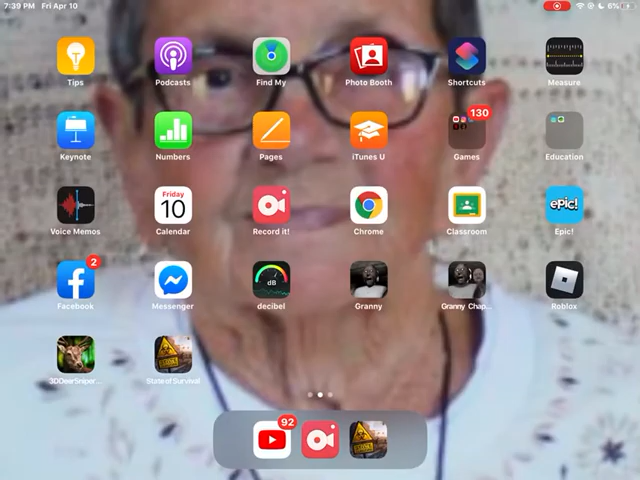 7:39 PM Fri Apr 10
6%
Tips Podcasts Find My Photo Booth Shortcuts Measure
130
Keynote Numbers Pages iTunes U Games Education
Friday
10
epic!
Voice Memos Calendar Record it! Chrome Classroom Epic!
2
dB
Facebook Messenger decibel Granny Granny Chap... Roblox
3DDeerSniper... State of Survival
92